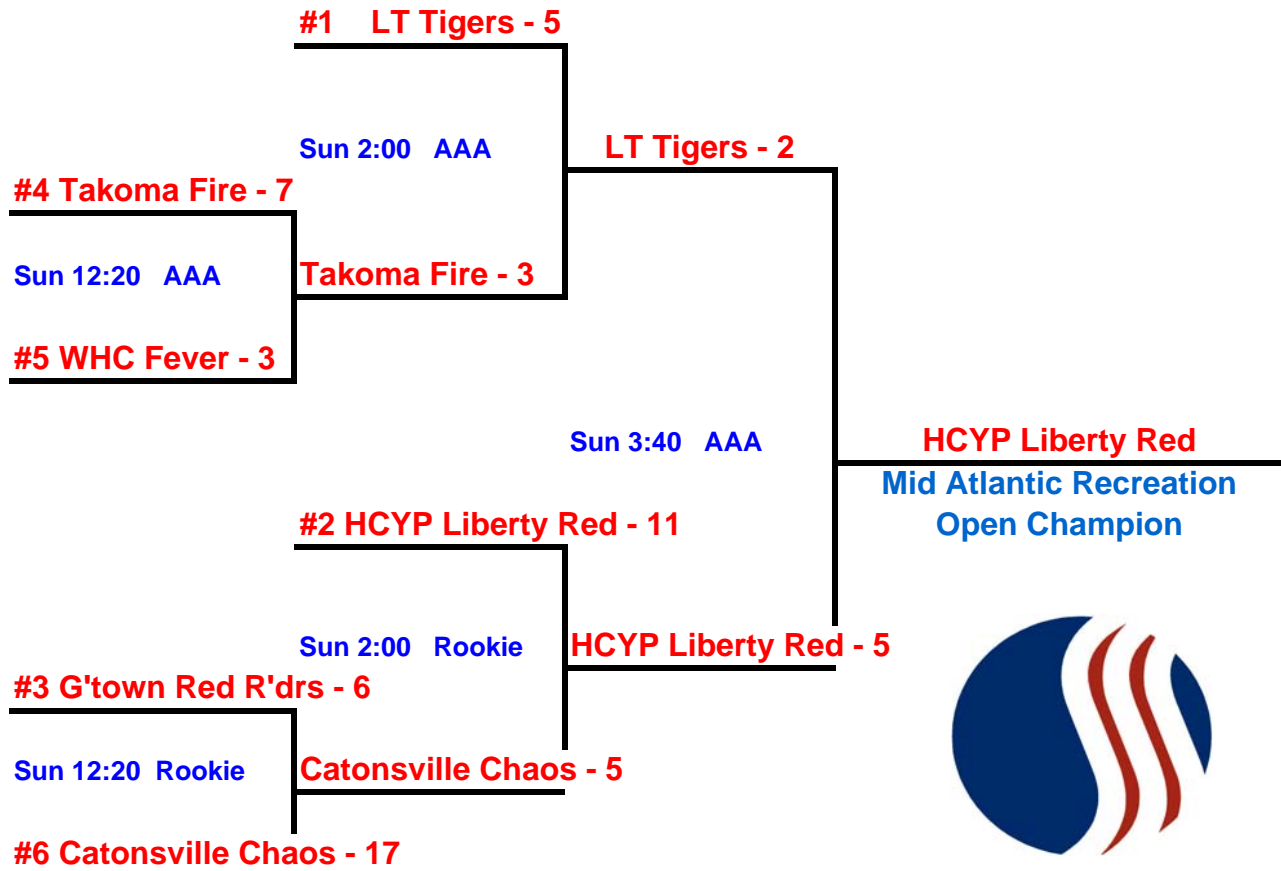 #1 LT Tigers - 5
Sun 2:00 AAA
LT Tigers - 2
#4 Takoma Fire - 7
Sun 12:20 AAA
Takoma Fire - 3
#5 WHC Fever - 3
Sun 3:40 AAA
HCYP Liberty Red
Mid Atlantic Recreation
Open Champion
#2 HCYP Liberty Red - 11
Sun 2:00 Rookie
HCYP Liberty Red - 5
#3 G'town Red R'drs - 6
Sun 12:20 Rookie
Catonsville Chaos - 5
#6 Catonsville Chaos - 17